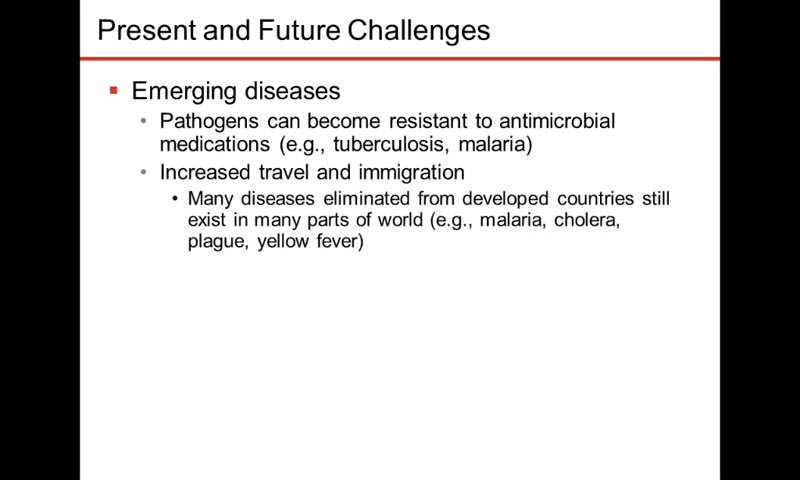 Present and Future Challenges
Emerging diseases
Pathogens can become resistant to antimicrobial
medications (e.g., tuberculosis, malaria)
Increased travel and immigration
Many diseases eliminated from developed countries still
exist in many parts of world (e.g., malaria, cholera,
plague, yellow fever)